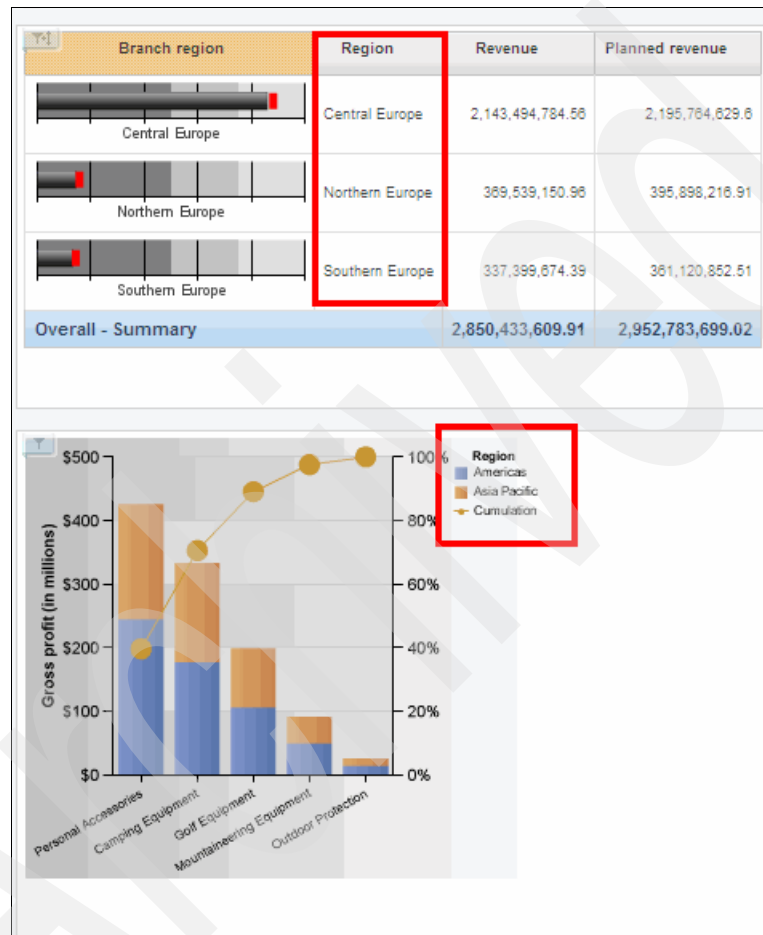 Branch region Region Revenue Planned revenue
Central Europe Central Europe 2,143,494,784.56 2,195,764,629.6
Northern Europe Northern Europe 369,539,150.96 395,898,216.91
Southern Europe Southern Europe 337,399,674.39 361,120,852.51
Overall - Summary 2,850,433,609.91 2,952,783,699.02
Gross profit (in millions)
$500
$400
$300
$200
$100
$0
100%
80%
60%
40%
20%
0%
Region
Americas
Asia Pacific
Cumulation
Personal Accessories
Camping Equipment
Golf Equipment
Mountaineering Equipment
Outdoor Protection